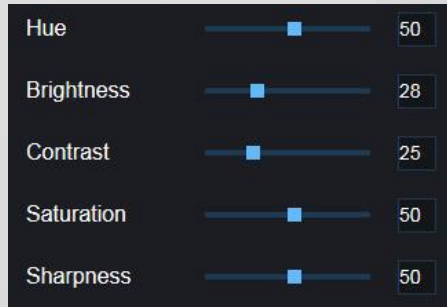 Hue 50
Brightness 28
Contrast 25
Saturation 50
Sharpness 50